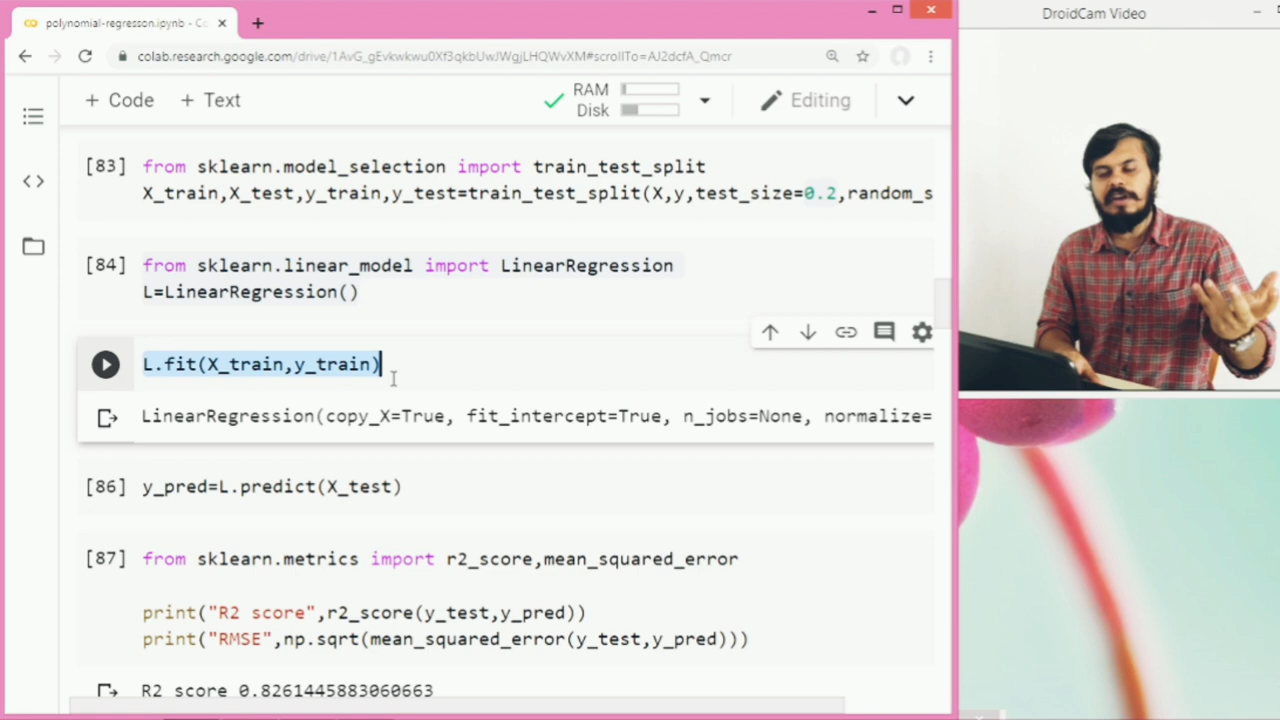 polynomial-regresson.ipynb - Co
DroidCam Video
colab.research.google.com/drive/1AvG_gEvkwkwu0Xf3qkbUwJWgjLHQWvXM#scrollTo=AJ2dcfA_Qmcr
+ Code + Text
RAM
Disk
Editing
[83] from sklearn.model_selection import train_test_split
X_train,X_test,y_train,y_test=train_test_split(X,y,test_size=0.2,random_s
[84] from sklearn.linear_model import LinearRegression
L=LinearRegression()
L.fit(X_train,y_train)
LinearRegression(copy_X=True, fit_intercept=True, n_jobs=None, normalize=
[86] y_pred=L.predict(X_test)
[87] from sklearn.metrics import r2_score,mean_squared_error
print("R2 score",r2_score(y_test,y_pred))
print("RMSE",np.sqrt(mean_squared_error(y_test,y_pred)))
R2 score 0.8261445883060663